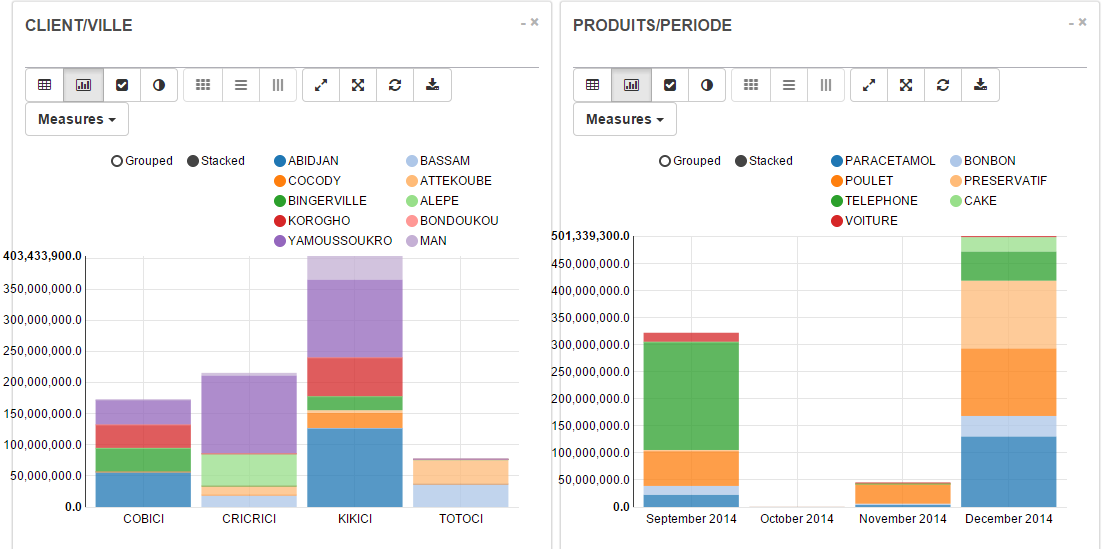 CLIENT/VILLE
Measures
Grouped Stacked ABIDJAN BASSAM
COCODY ATTEKOUBE
BINGERVILLE ALEPE
KOROGHO BONDOUKOU
YAMOUSSOUKRO MAN
403,433,900.0
350,000,000.0
300,000,000.0
250,000,000.0
200,000,000.0
150,000,000.0
100,000,000.0
50,000,000.0
0.0
COBICI CRICRICI KIKICI TOTOCI
PRODUITS/PERIODE
Measures
Grouped Stacked PARACETAMOL BONBON
POULET PRESERVATIF
TELEPHONE CAKE
VOITURE
501,339,300.0
450,000,000.0
400,000,000.0
350,000,000.0
300,000,000.0
250,000,000.0
200,000,000.0
150,000,000.0
100,000,000.0
50,000,000.0
0.0
September 2014 October 2014 November 2014 December 2014